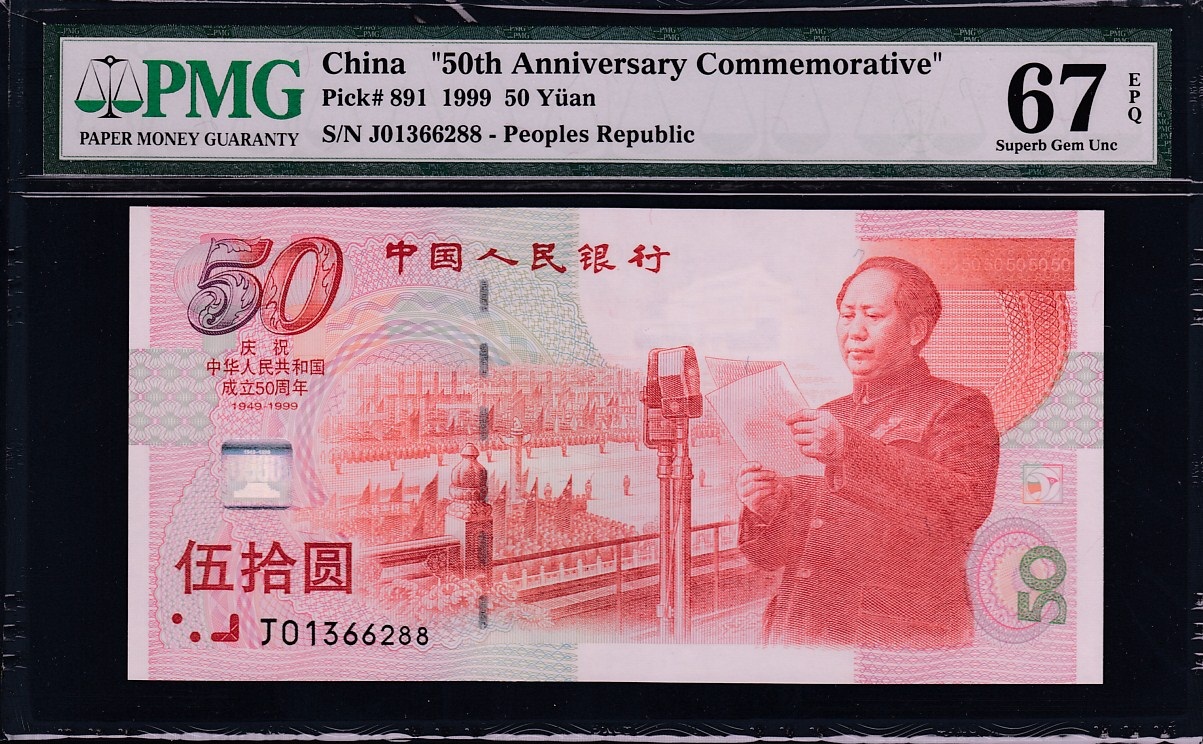 PMG
PAPER MONEY GUARANTY
China "50th Anniversary Commemorative"
Pick# 891 1999 50 Yüan
S/N J01366288 - Peoples Republic
67
EPQ
Superb Gem Unc
50
中国人民银行
庆祝
中华人民共和国
成立50周年
1949-1999
伍拾圆
J01366288
50